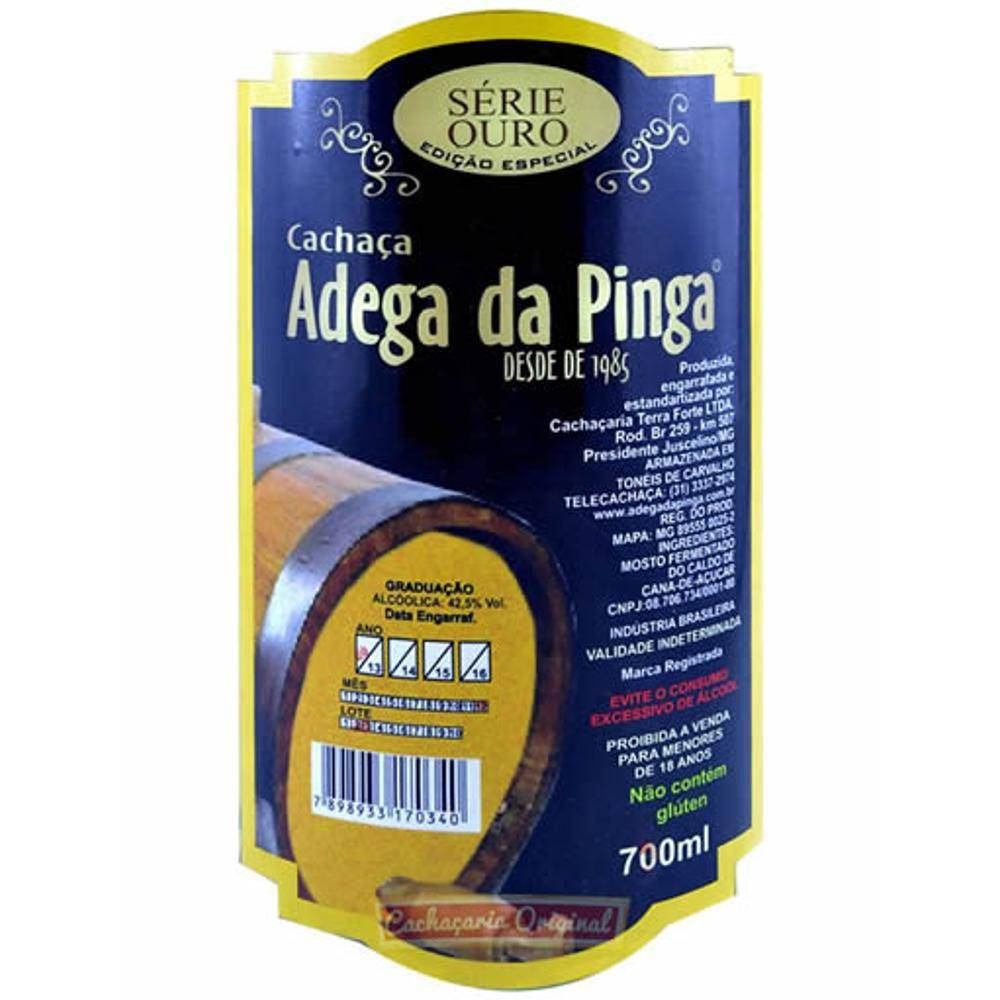 SÉRIE
OURO
EDIÇÃO ESPECIAL
Cachaça
Adega da Pinga
DESDE DE 1985
Produzida,
engarrafada e
estandartizada por:
Cachaçaria Terra Forte LTDA.
Rod. Br 259 - km 507
Presidente Juscelino/MG
ARMAZENADA EM
TONÉIS DE CARVALHO
TELECACHAÇA: (31) 3337-2974
www.adegadapinga.com.br
REG. DO PROD.
MAPA: MG 89555 0025-2
INGREDIENTES:
MOSTO FERMENTADO
DO CALDO DE
CANA-DE-AÇUCAR
CNPJ:08.706.734/0001-80
INDÚSTRIA BRASILEIRA
VALIDADE INDETERMINADA
Marca Registrada
EVITE O CONSUMO
EXCESSIVO DE ÁLCOOL
PROIBIDA A VENDA
PARA MENORES
DE 18 ANOS
Não contém
glúten
700ml
GRADUAÇÃO
ALCÓOLICA: 42,5% Vol.
Data Engarraf.
ANO
13 14 15 16
MÊS
LOTE
7 898933 170340
Cachaçaria Original